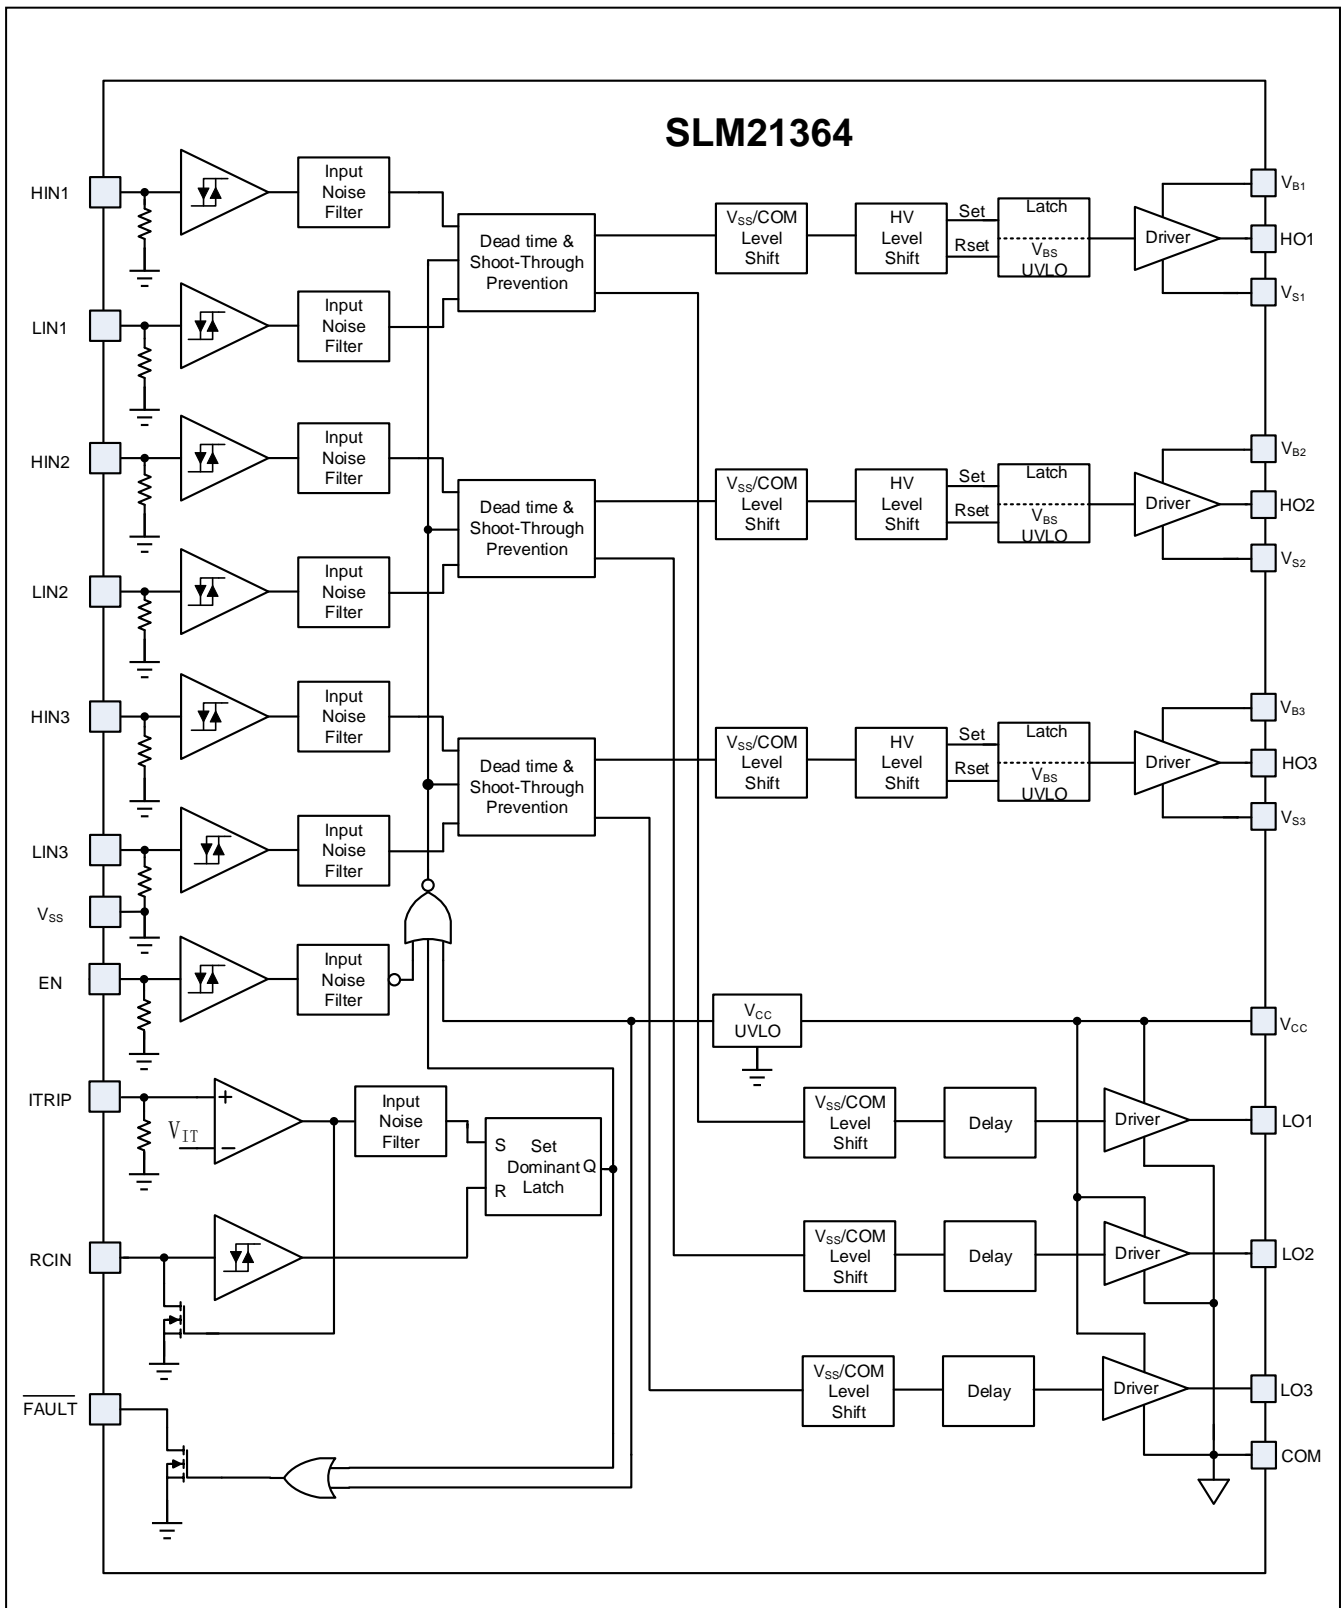 SLM21364
HIN1
Input
Noise
Filter
Dead time &
Shoot-Through
Prevention
VSS/COM
Level
Shift
HV
Level
Shift
Set
Rset
Latch
VBS
UVLO
Driver
VB1
HO1
VS1
LIN1
Input
Noise
Filter
HIN2
Input
Noise
Filter
Dead time &
Shoot-Through
Prevention
VSS/COM
Level
Shift
HV
Level
Shift
Set
Rset
Latch
VBS
UVLO
Driver
VB2
HO2
VS2
LIN2
Input
Noise
Filter
HIN3
Input
Noise
Filter
Dead time &
Shoot-Through
Prevention
VSS/COM
Level
Shift
HV
Level
Shift
Set
Rset
Latch
VBS
UVLO
Driver
VB3
HO3
VS3
LIN3
Input
Noise
Filter
VSS
EN
Input
Noise
Filter
VCC
UVLO
VCC
ITRIP
+
VIT
−
Input
Noise
Filter
S
R
Set
Dominant
Latch
Q
VSS/COM
Level
Shift
Delay
Driver
LO1
RCIN
VSS/COM
Level
Shift
Delay
Driver
LO2
FAULT
VSS/COM
Level
Shift
Delay
Driver
LO3
COM